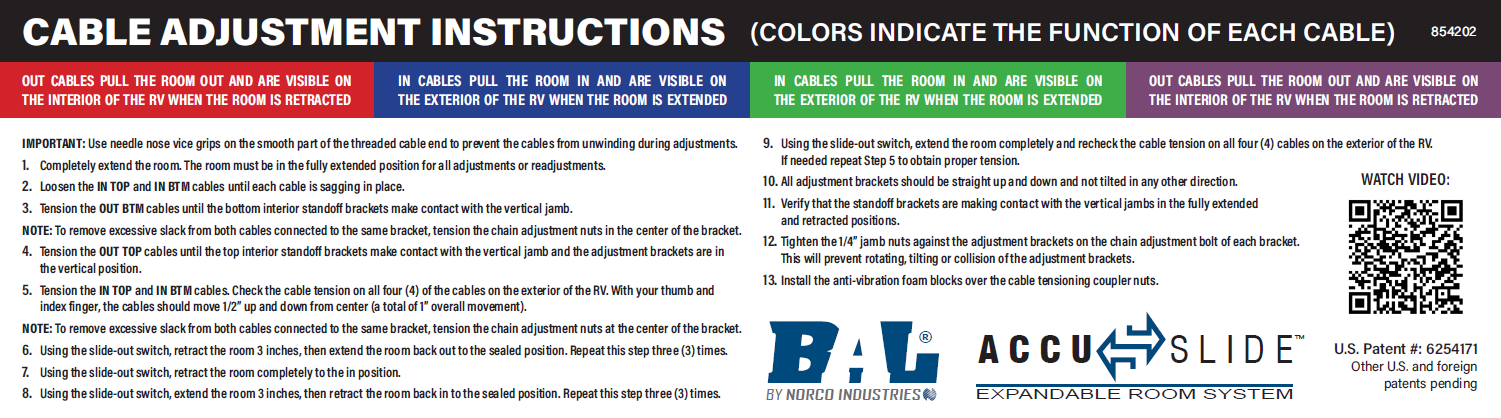 CABLE ADJUSTMENT INSTRUCTIONS (COLORS INDICATE THE FUNCTION OF EACH CABLE) 854202
OUT CABLES PULL THE ROOM OUT AND ARE VISIBLE ON
THE INTERIOR OF THE RV WHEN THE ROOM IS RETRACTED
IN CABLES PULL THE ROOM IN AND ARE VISIBLE ON
THE EXTERIOR OF THE RV WHEN THE ROOM IS EXTENDED
IN CABLES PULL THE ROOM IN AND ARE VISIBLE ON
THE EXTERIOR OF THE RV WHEN THE ROOM IS EXTENDED
OUT CABLES PULL THE ROOM OUT AND ARE VISIBLE ON
THE INTERIOR OF THE RV WHEN THE ROOM IS RETRACTED
IMPORTANT: Use needle nose vice grips on the smooth part of the threaded cable end to prevent the cables from unwinding during adjustments.
1. Completely extend the room. The room must be in the fully extended position for all adjustments or readjustments.
2. Loosen the IN TOP and IN BTM cables until each cable is sagging in place.
3. Tension the OUT BTM cables until the bottom interior standoff brackets make contact with the vertical jamb.
NOTE: To remove excessive slack from both cables connected to the same bracket, tension the chain adjustment nuts in the center of the bracket.
4. Tension the OUT TOP cables until the top interior standoff brackets make contact with the vertical jamb and the adjustment brackets are in
the vertical position.
5. Tension the IN TOP and IN BTM cables. Check the cable tension on all four (4) of the cables on the exterior of the RV. With your thumb and
index finger, the cables should move 1/2" up and down from center (a total of 1" overall movement).
NOTE: To remove excessive slack from both cables connected to the same bracket, tension the chain adjustment nuts at the center of the bracket.
6. Using the slide-out switch, retract the room 3 inches, then extend the room back out to the sealed position. Repeat this step three (3) times.
7. Using the slide-out switch, retract the room completely to the in position.
8. Using the slide-out switch, extend the room 3 inches, then retract the room back in to the sealed position. Repeat this step three (3) times.
9. Using the slide-out switch, extend the room completely and recheck the cable tension on all four (4) cables on the exterior of the RV.
If needed repeat Step 5 to obtain proper tension.
10. All adjustment brackets should be straight up and down and not tilted in any other direction.
11. Verify that the standoff brackets are making contact with the vertical jambs in the fully extended
and retracted positions.
12. Tighten the 1/4" jamb nuts against the adjustment brackets on the chain adjustment bolt of each bracket.
This will prevent rotating, tilting or collision of the adjustment brackets.
13. Install the anti-vibration foam blocks over the cable tensioning coupler nuts.
WATCH VIDEO:
BAL®
BY NORCO INDUSTRIES
ACCU SLIDE™
EXPANDABLE ROOM SYSTEM
U.S. Patent #: 6254171
Other U.S. and foreign
patents pending